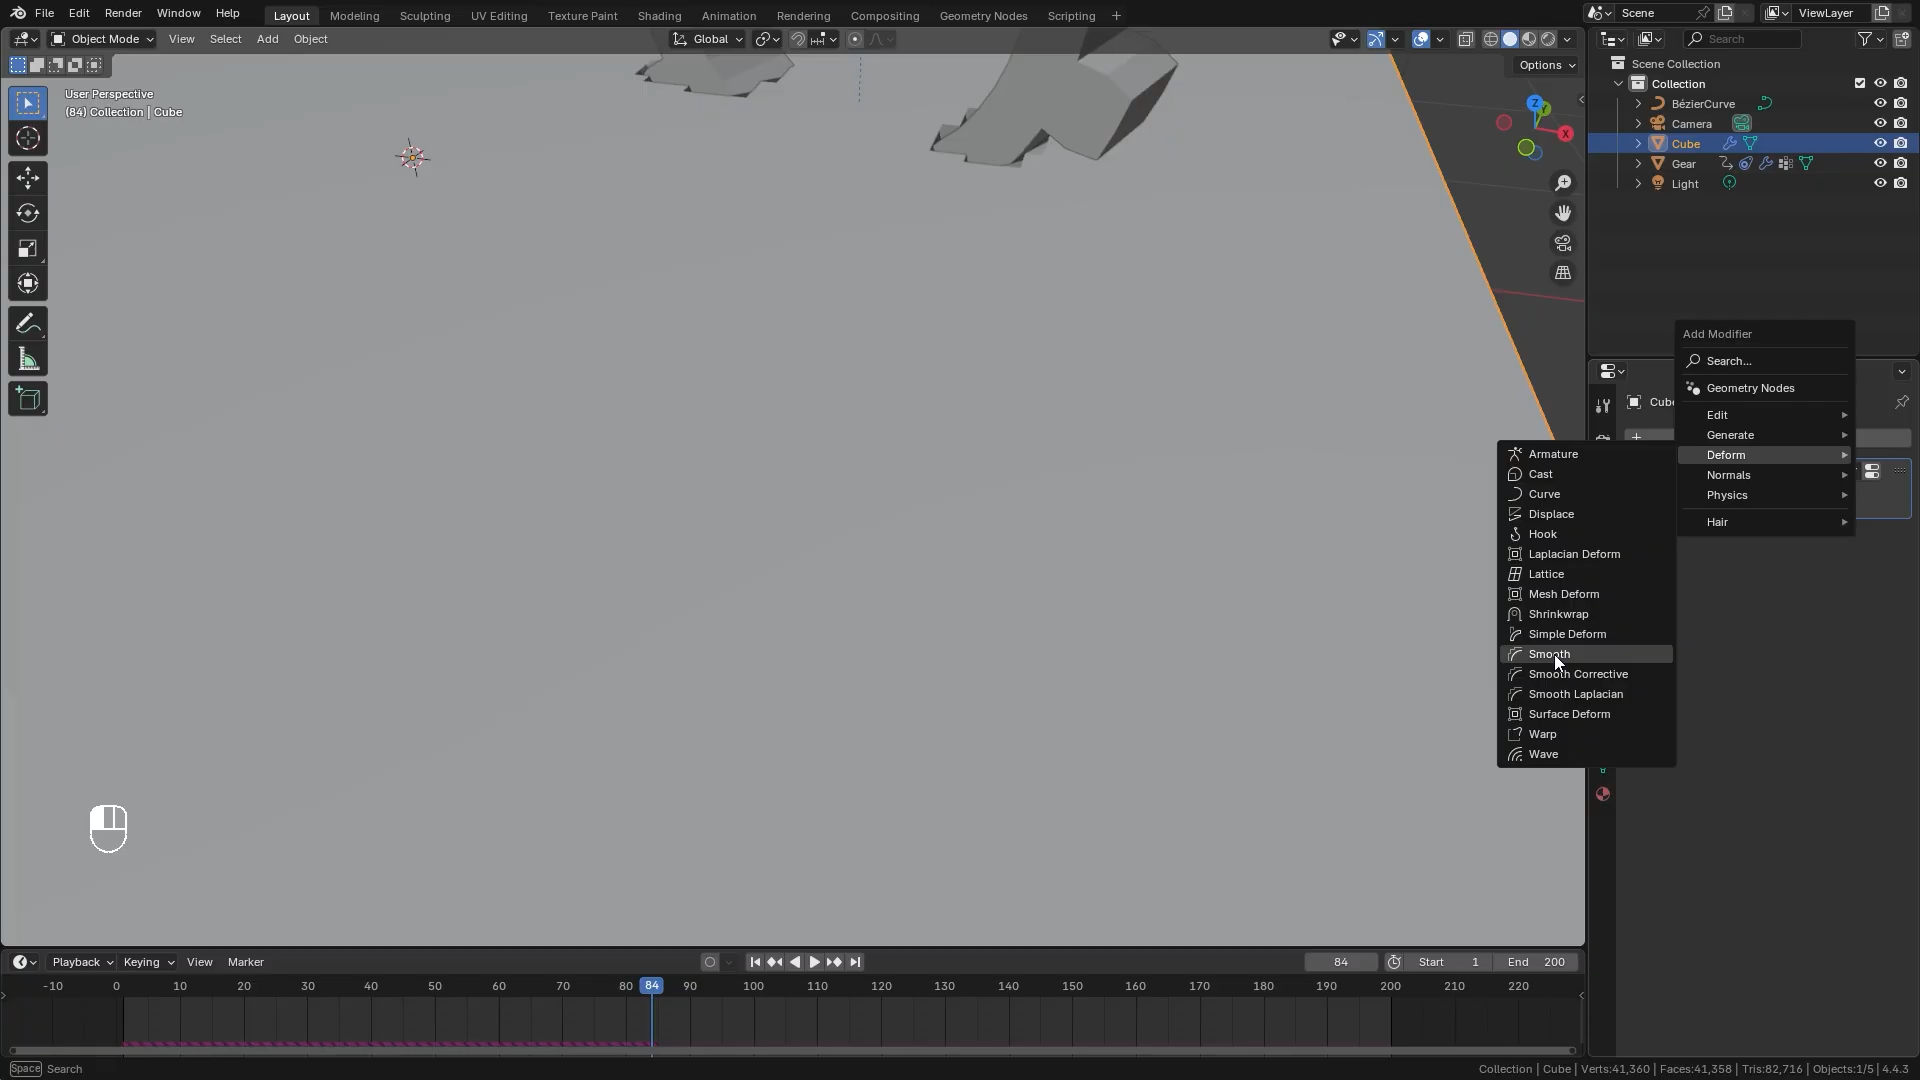 File Edit Render Window Help Layout Modeling Sculpting UV Editing Texture Paint Shading Animation Rendering Compositing Geometry Nodes Scripting + Scene ViewLayer
Object Mode View Select Add Object Global Search
Options
User Perspective
(84) Collection | Cube
Z
Y
X
Scene Collection
Collection
BézierCurve
Camera
Cube
Gear
Light
Add Modifier
Search...
Geometry Nodes
Edit
Generate
Deform
Normals
Physics
Hair
Armature
Cast
Curve
Displace
Hook
Laplacian Deform
Lattice
Mesh Deform
Shrinkwrap
Simple Deform
Smooth
Smooth Corrective
Smooth Laplacian
Surface Deform
Warp
Wave
Playback Keying View Marker 84 Start 1 End 200
-10 0 10 20 30 40 50 60 70 80 84 90 100 110 120 130 140 150 160 170 180 190 200 210 220
Space Search Collection | Cube | Verts:41,360 | Faces:41,358 | Tris:82,716 | Objects:1/5 | 4.4.3